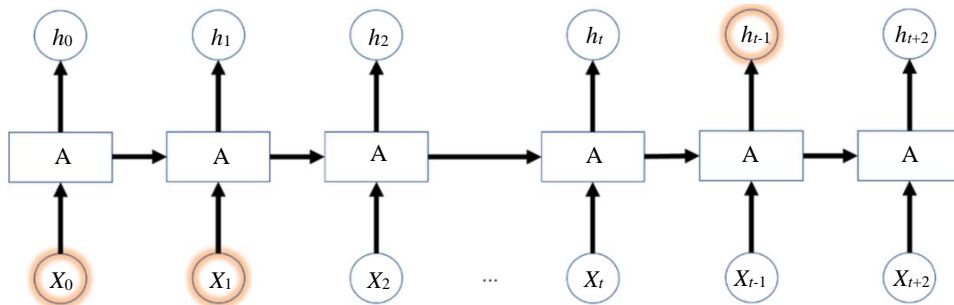 h0 h1 h2 ht ht-1 ht+2
A A A A A A
X0 X1 X2 ... Xt Xt-1 Xt+2